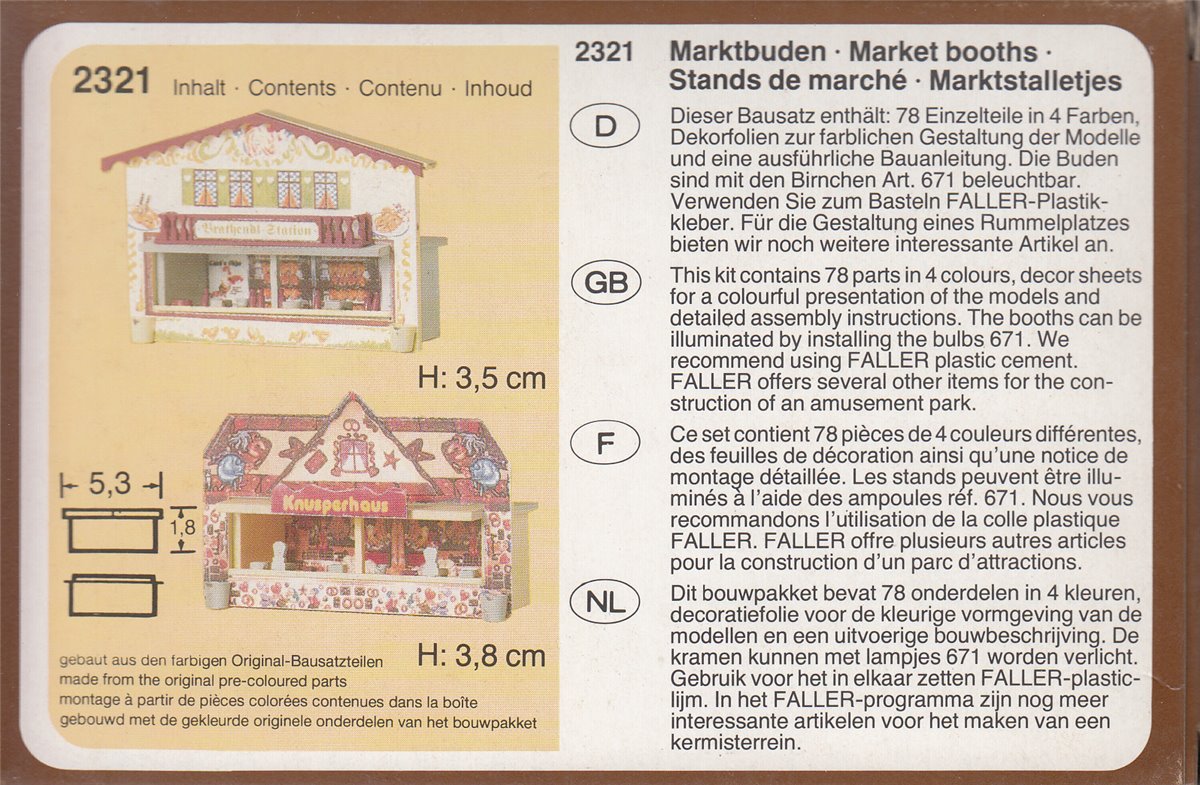 2321 Inhalt · Contents · Contenu · Inhoud
Brathendl-Station
H: 3,5 cm
Knusperhaus
5,3
1,8
H: 3,8 cm
gebaut aus den farbigen Original-Bausatzteilen
made from the original pre-coloured parts
montage à partir de pièces colorées contenues dans la boîte
gebouwd met de gekleurde originele onderdelen van het bouwpakket
2321 Marktbuden · Market booths ·
Stands de marché · Marktstalletjes
D
Dieser Bausatz enthält: 78 Einzelteile in 4 Farben,
Dekorfolien zur farblichen Gestaltung der Modelle
und eine ausführliche Bauanleitung. Die Buden
sind mit den Birnchen Art. 671 beleuchtbar.
Verwenden Sie zum Basteln FALLER-Plastik-
kleber. Für die Gestaltung eines Rummelplatzes
bieten wir noch weitere interessante Artikel an.
GB
This kit contains 78 parts in 4 colours, decor sheets
for a colourful presentation of the models and
detailed assembly instructions. The booths can be
illuminated by installing the bulbs 671. We
recommend using FALLER plastic cement.
FALLER offers several other items for the con-
struction of an amusement park.
F
Ce set contient 78 pièces de 4 couleurs différentes,
des feuilles de décoration ainsi qu'une notice de
montage détaillée. Les stands peuvent être illu-
minés à l'aide des ampoules réf. 671. Nous vous
recommandons l'utilisation de la colle plastique
FALLER. FALLER offre plusieurs autres articles
pour la construction d'un parc d'attractions.
NL
Dit bouwpakket bevat 78 onderdelen in 4 kleuren,
decoratiefolie voor de kleurige vormgeving van de
modellen en een uitvoerige bouwbeschrijving. De
kramen kunnen met lampjes 671 worden verlicht.
Gebruik voor het in elkaar zetten FALLER-plastic-
lijm. In het FALLER-programma zijn nog meer
interessante artikelen voor het maken van een
kermisterrein.